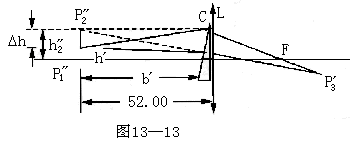 P₂″ C L
Δh h₂″ F
P₁″ h′ b′ P₃′
52.00
图13—13